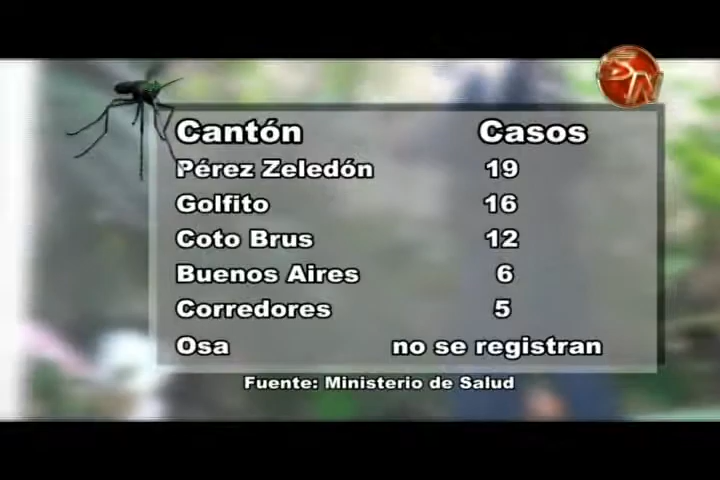 Cantón Casos
Pérez Zeledón 19
Golfito 16
Coto Brus 12
Buenos Aires 6
Corredores 5
Osa no se registran
Fuente: Ministerio de Salud